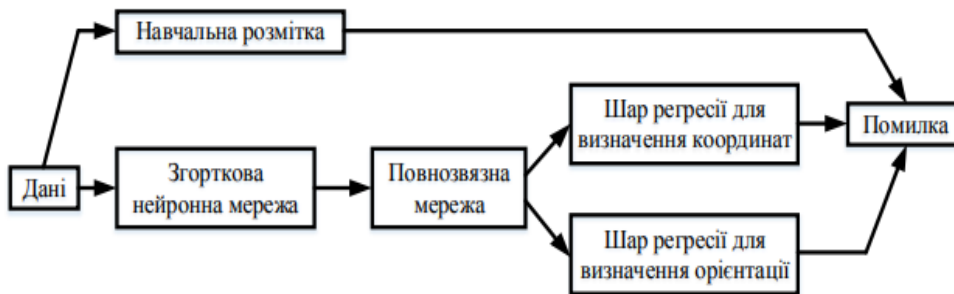 Навчальна розмітка
Шар регресії для
визначення координат
Помилка
Дані
Згорткова
нейронна мережа
Повнозвязна
мережа
Шар регресії для
визначення орієнтації